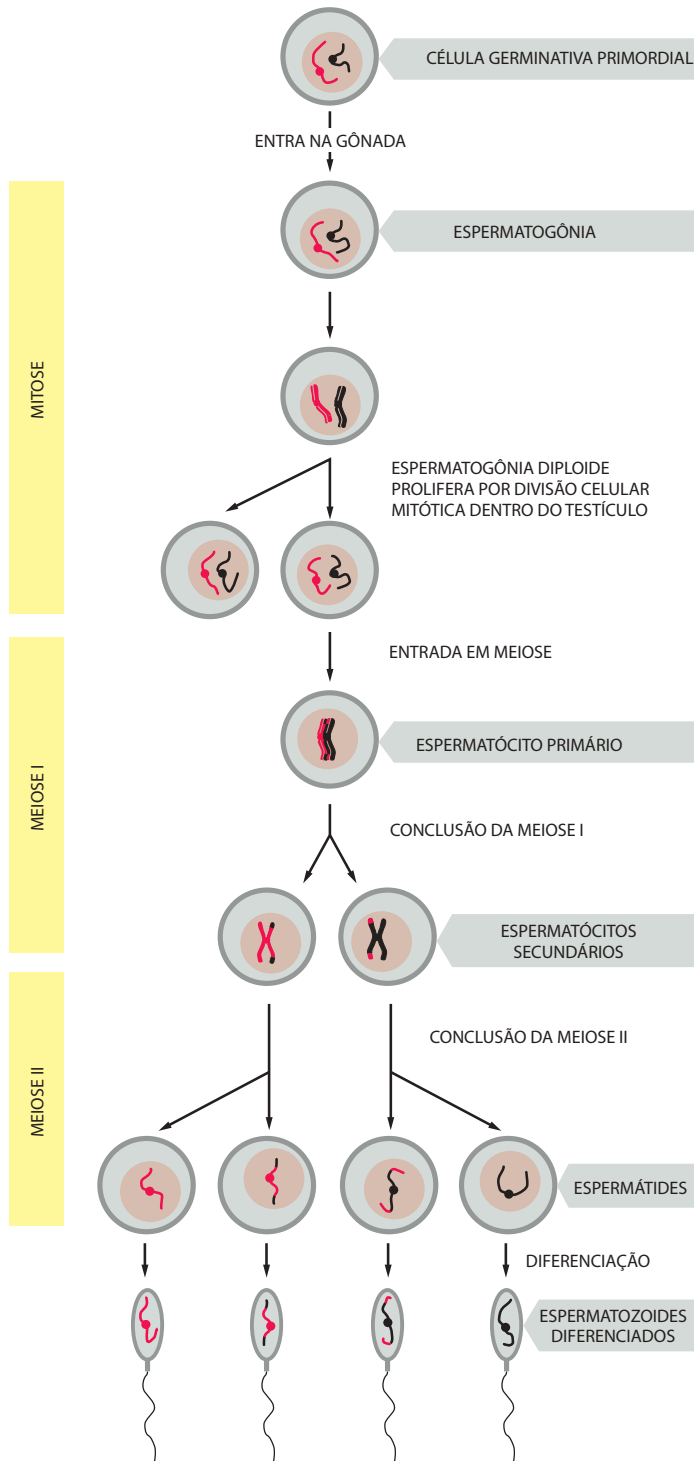 CÉLULA GERMINATIVA PRIMORDIAL
ENTRA NA GÔNADA
ESPERMATOGÔNIA
MITOSE
ESPERMATOGÔNIA DIPLOIDE
PROLIFERA POR DIVISÃO CELULAR
MITÓTICA DENTRO DO TESTÍCULO
ENTRADA EM MEIOSE
MEIOSE I
ESPERMATÓCITO PRIMÁRIO
CONCLUSÃO DA MEIOSE I
ESPERMATÓCITOS
SECUNDÁRIOS
MEIOSE II
CONCLUSÃO DA MEIOSE II
ESPERMÁTIDES
DIFERENCIAÇÃO
ESPERMATOZOIDES
DIFERENCIADOS